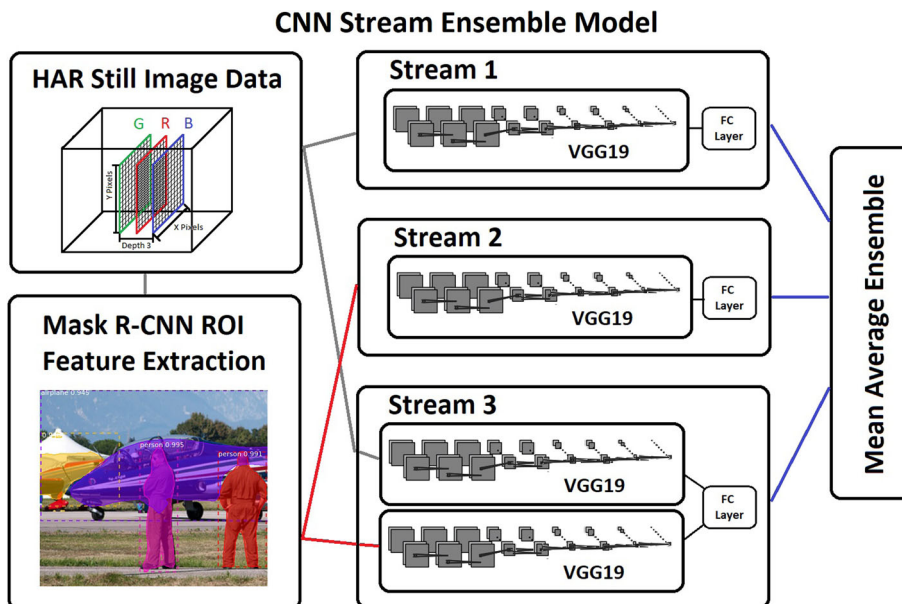 CNN Stream Ensemble Model
HAR Still Image Data
G R B
Y Pixels
X Pixels
Depth 3
Mask R-CNN ROI
Feature Extraction
airplane 0.945
person 0.995
person 0.991
Stream 1
VGG19
FC
Layer
Stream 2
VGG19
FC
Layer
Stream 3
VGG19
VGG19
FC
Layer
Mean Average Ensemble